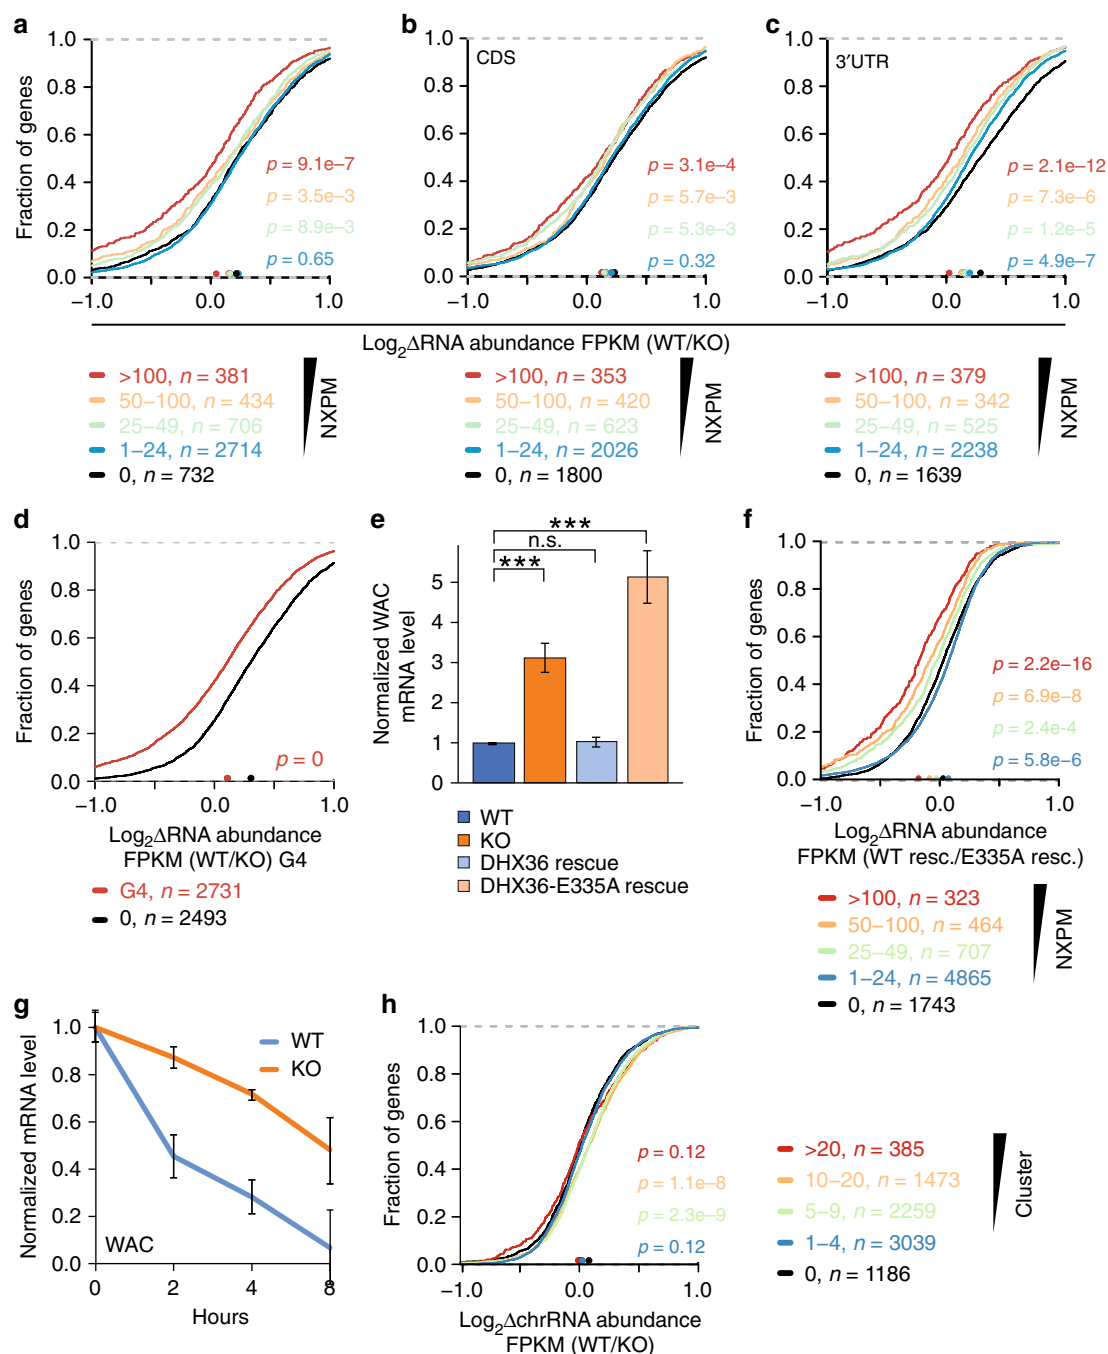 a
Fraction of genes
1.0
0.8
0.6
0.4
0.2
0.0
−1.0
0.0
1.0
p = 9.1e–7
p = 3.5e–3
p = 8.9e–3
p = 0.65
b
CDS
1.0
0.8
0.6
0.4
0.2
0.0
−1.0
0.0
1.0
p = 3.1e–4
p = 5.7e–3
p = 5.3e–3
p = 0.32
c
3′UTR
1.0
0.8
0.6
0.4
0.2
0.0
−1.0
0.0
1.0
p = 2.1e–12
p = 7.3e–6
p = 1.2e–5
p = 4.9e–7
Log2ΔRNA abundance FPKM (WT/KO)
>100, n = 381
50–100, n = 434
25–49, n = 706
1–24, n = 2714
0, n = 732
NXPM
>100, n = 353
50–100, n = 420
25–49, n = 623
1–24, n = 2026
0, n = 1800
NXPM
>100, n = 379
50–100, n = 342
25–49, n = 525
1–24, n = 2238
0, n = 1639
NXPM
d
Fraction of genes
1.0
0.8
0.6
0.4
0.2
0.0
−1.0
0.0
1.0
p = 0
Log2ΔRNA abundance
FPKM (WT/KO) G4
G4, n = 2731
0, n = 2493
e
Normalized WAC
mRNA level
5
4
3
2
1
0
***
n.s.
***
WT
KO
DHX36 rescue
DHX36-E335A rescue
f
Fraction of genes
1.0
0.8
0.6
0.4
0.2
0.0
−1.0
0.0
1.0
p = 2.2e–16
p = 6.9e–8
p = 2.4e-4
p = 5.8e–6
Log2ΔRNA abundance
FPKM (WT resc./E335A resc.)
>100, n = 323
50–100, n = 464
25–49, n = 707
1–24, n = 4865
0, n = 1743
NXPM
g
Normalized mRNA level
1.0
0.8
0.6
0.4
0.2
0.0
0
2
4
8
Hours
WT
KO
WAC
h
Fraction of genes
1.0
0.8
0.6
0.4
0.2
0.0
−1.0
0.0
1.0
p = 0.12
p = 1.1e–8
p = 2.3e–9
p = 0.12
Log2ΔchrRNA abundance
FPKM (WT/KO)
>20, n = 385
10–20, n = 1473
5–9, n = 2259
1–4, n = 3039
0, n = 1186
Cluster